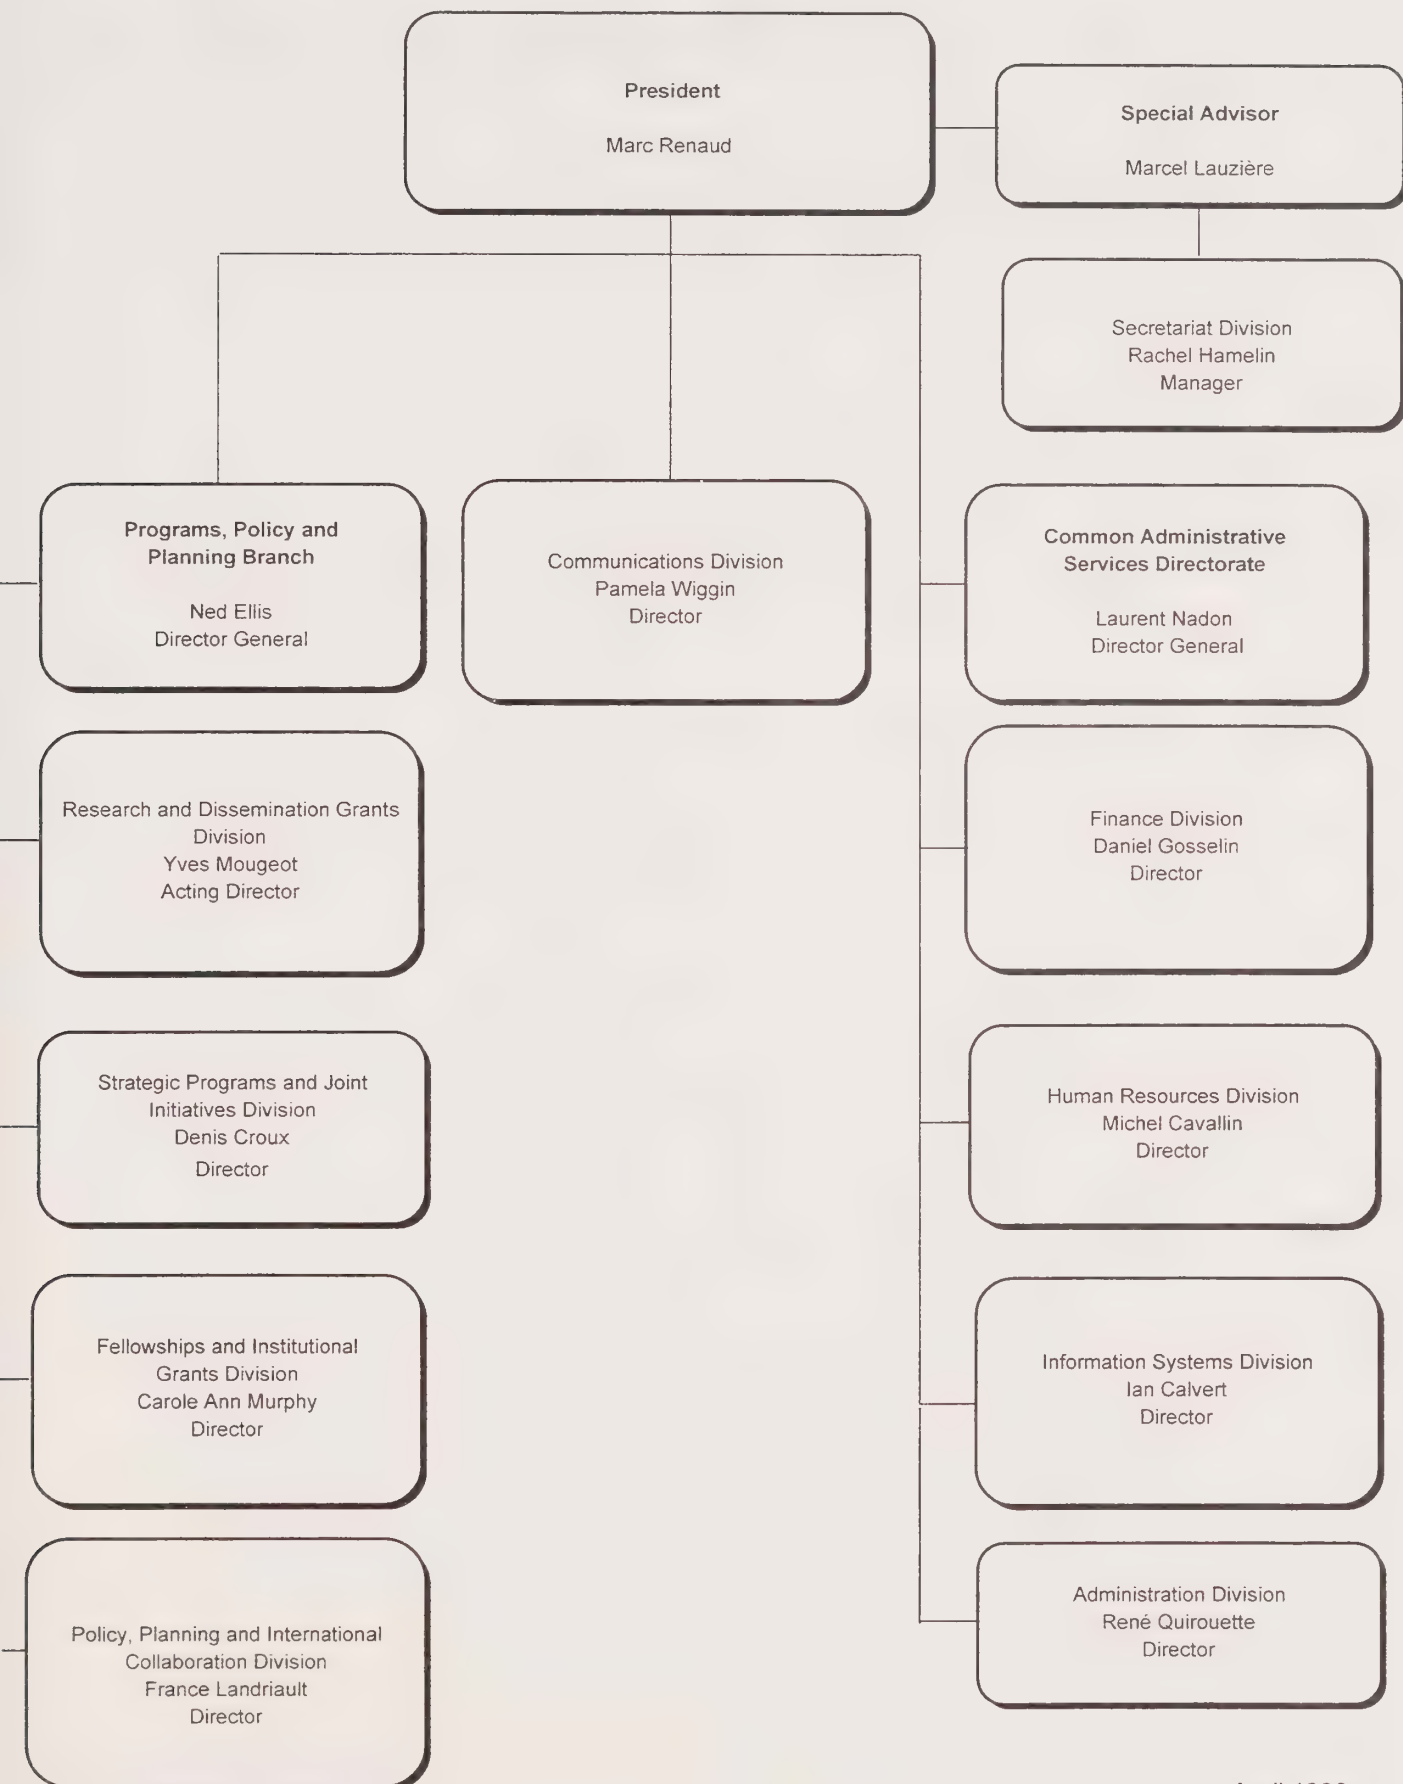 President
Marc Renaud
Special Advisor
Marcel Lauzière
Secretariat Division
Rachel Hamelin
Manager
Programs, Policy and
Planning Branch
Ned Ellis
Director General
Communications Division
Pamela Wiggin
Director
Common Administrative
Services Directorate
Laurent Nadon
Director General
Research and Dissemination Grants
Division
Yves Mougeot
Acting Director
Finance Division
Daniel Gosselin
Director
Strategic Programs and Joint
Initiatives Division
Denis Croux
Director
Human Resources Division
Michel Cavallin
Director
Fellowships and Institutional
Grants Division
Carole Ann Murphy
Director
Information Systems Division
Ian Calvert
Director
Policy, Planning and International
Collaboration Division
France Landriault
Director
Administration Division
René Quirouette
Director